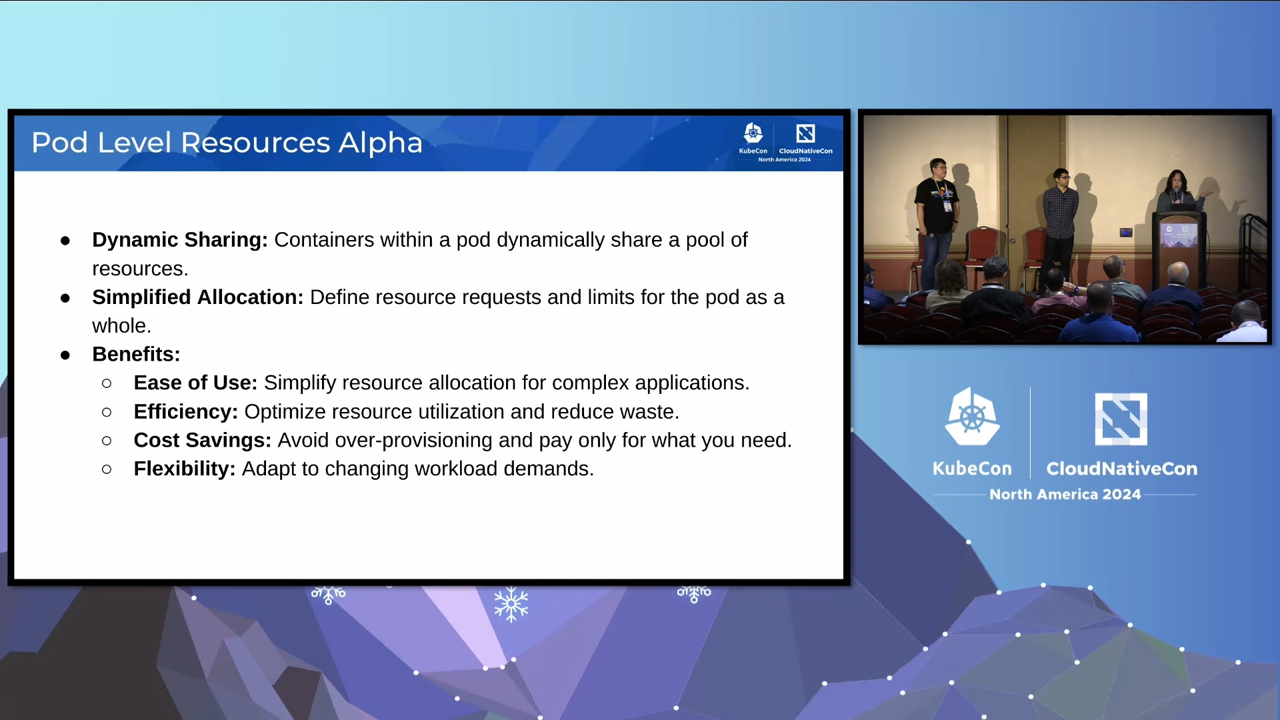 Pod Level Resources Alpha
KubeCon
CloudNativeCon
North America 2024
● Dynamic Sharing: Containers within a pod dynamically share a pool of
resources.
● Simplified Allocation: Define resource requests and limits for the pod as a
whole.
● Benefits:
○ Ease of Use: Simplify resource allocation for complex applications.
○ Efficiency: Optimize resource utilization and reduce waste.
○ Cost Savings: Avoid over-provisioning and pay only for what you need.
○ Flexibility: Adapt to changing workload demands.
KubeCon
CloudNativeCon
North America 2024